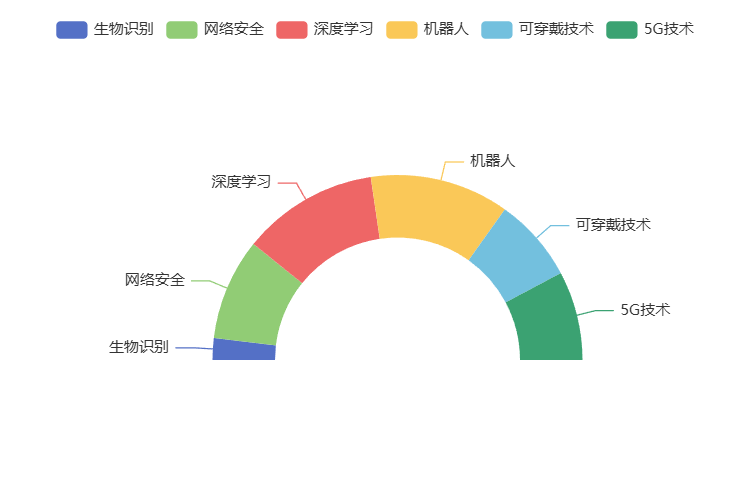 生物识别 网络安全 深度学习 机器人 可穿戴技术 5G技术
机器人
深度学习
可穿戴技术
网络安全
5G技术
生物识别